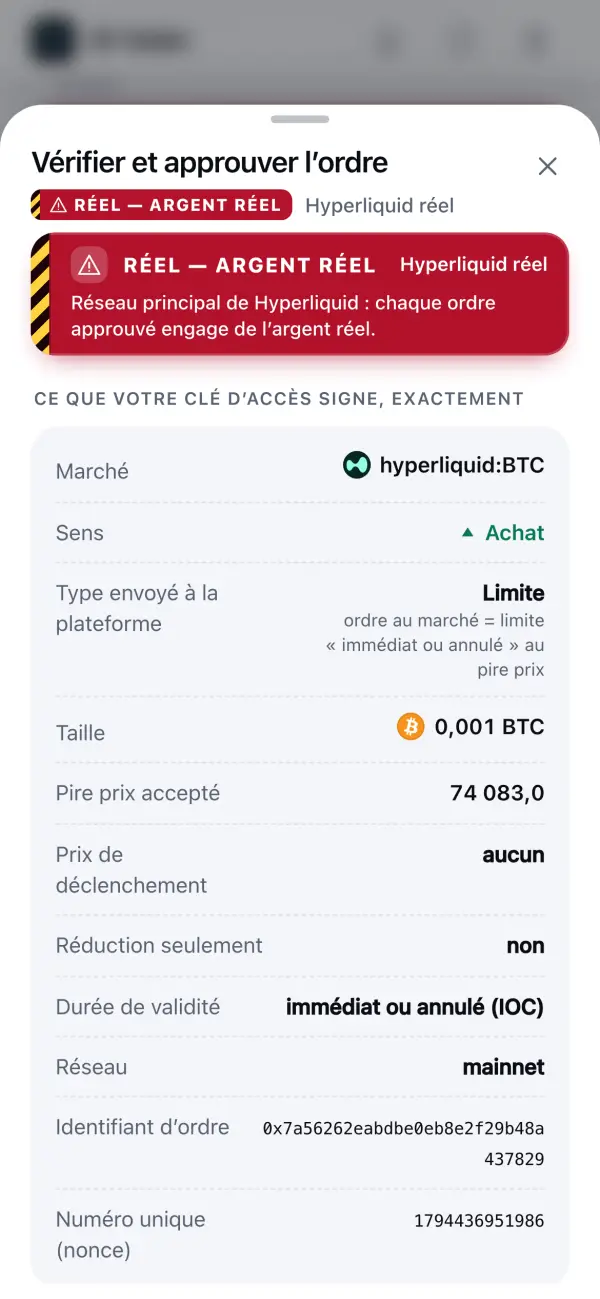 Vérifier et approuver l’ordre
RÉEL — ARGENT RÉEL Hyperliquid réel
RÉEL — ARGENT RÉEL Hyperliquid réel
Réseau principal de Hyperliquid : chaque ordre
approuvé engage de l’argent réel.
CE QUE VOTRE CLÉ D’ACCÈS SIGNE, EXACTEMENT
Marché hyperliquid:BTC
Sens Achat
Type envoyé à la
plateforme
Limite
ordre au marché = limite
« immédiat ou annulé » au
pire prix
Taille 0,001 BTC
Pire prix accepté 74 083,0
Prix de
déclenchement
aucun
Réduction seulement non
Durée de validité immédiat ou annulé (IOC)
Réseau mainnet
Identifiant d’ordre 0x7a56262eabdbe0eb8e2f29b48a
437829
Numéro unique
(nonce)
1794436951986